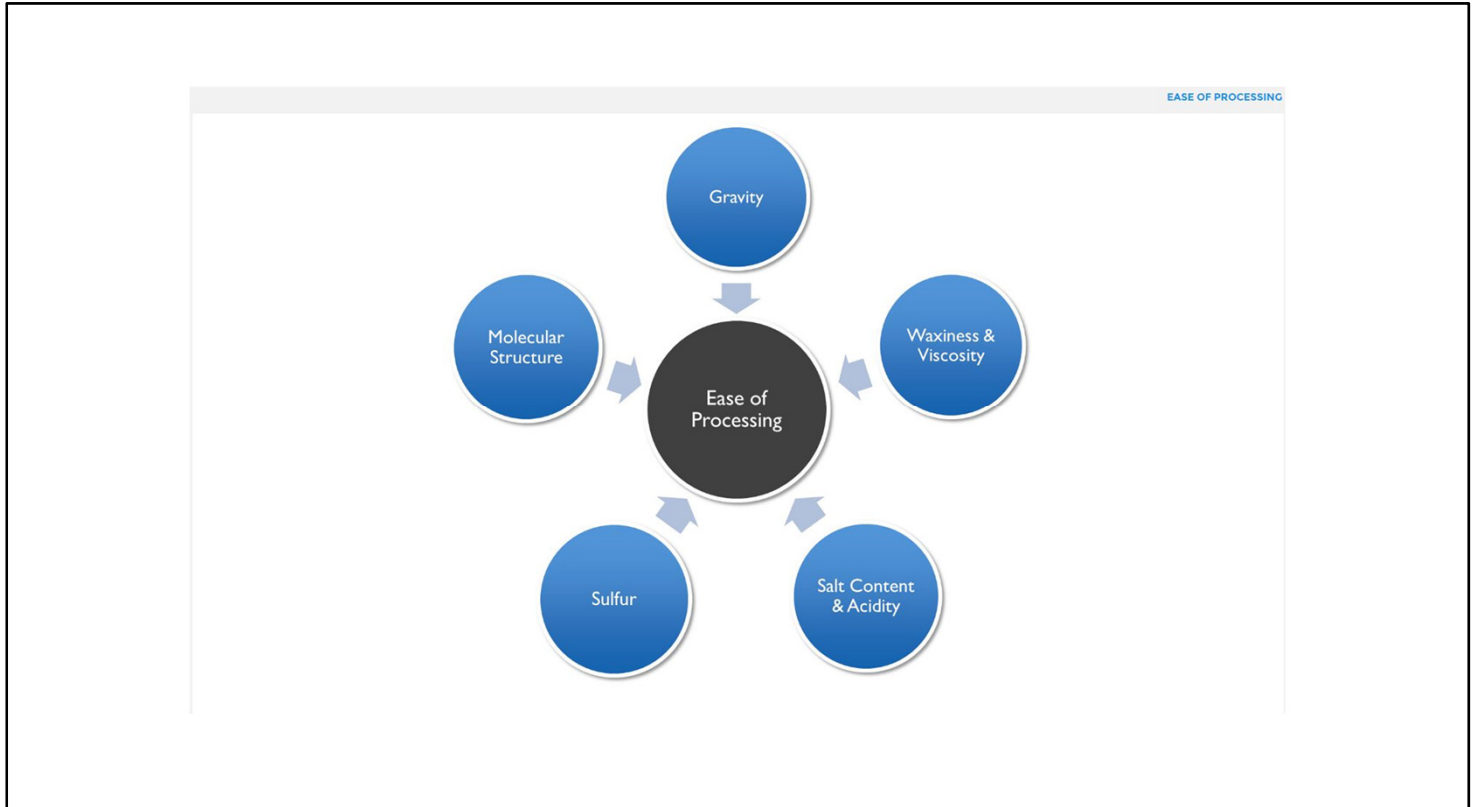 EASE OF PROCESSING
Gravity
Molecular
Structure
Waxiness &
Viscosity
Ease of
Processing
Sulfur
Salt Content
& Acidity